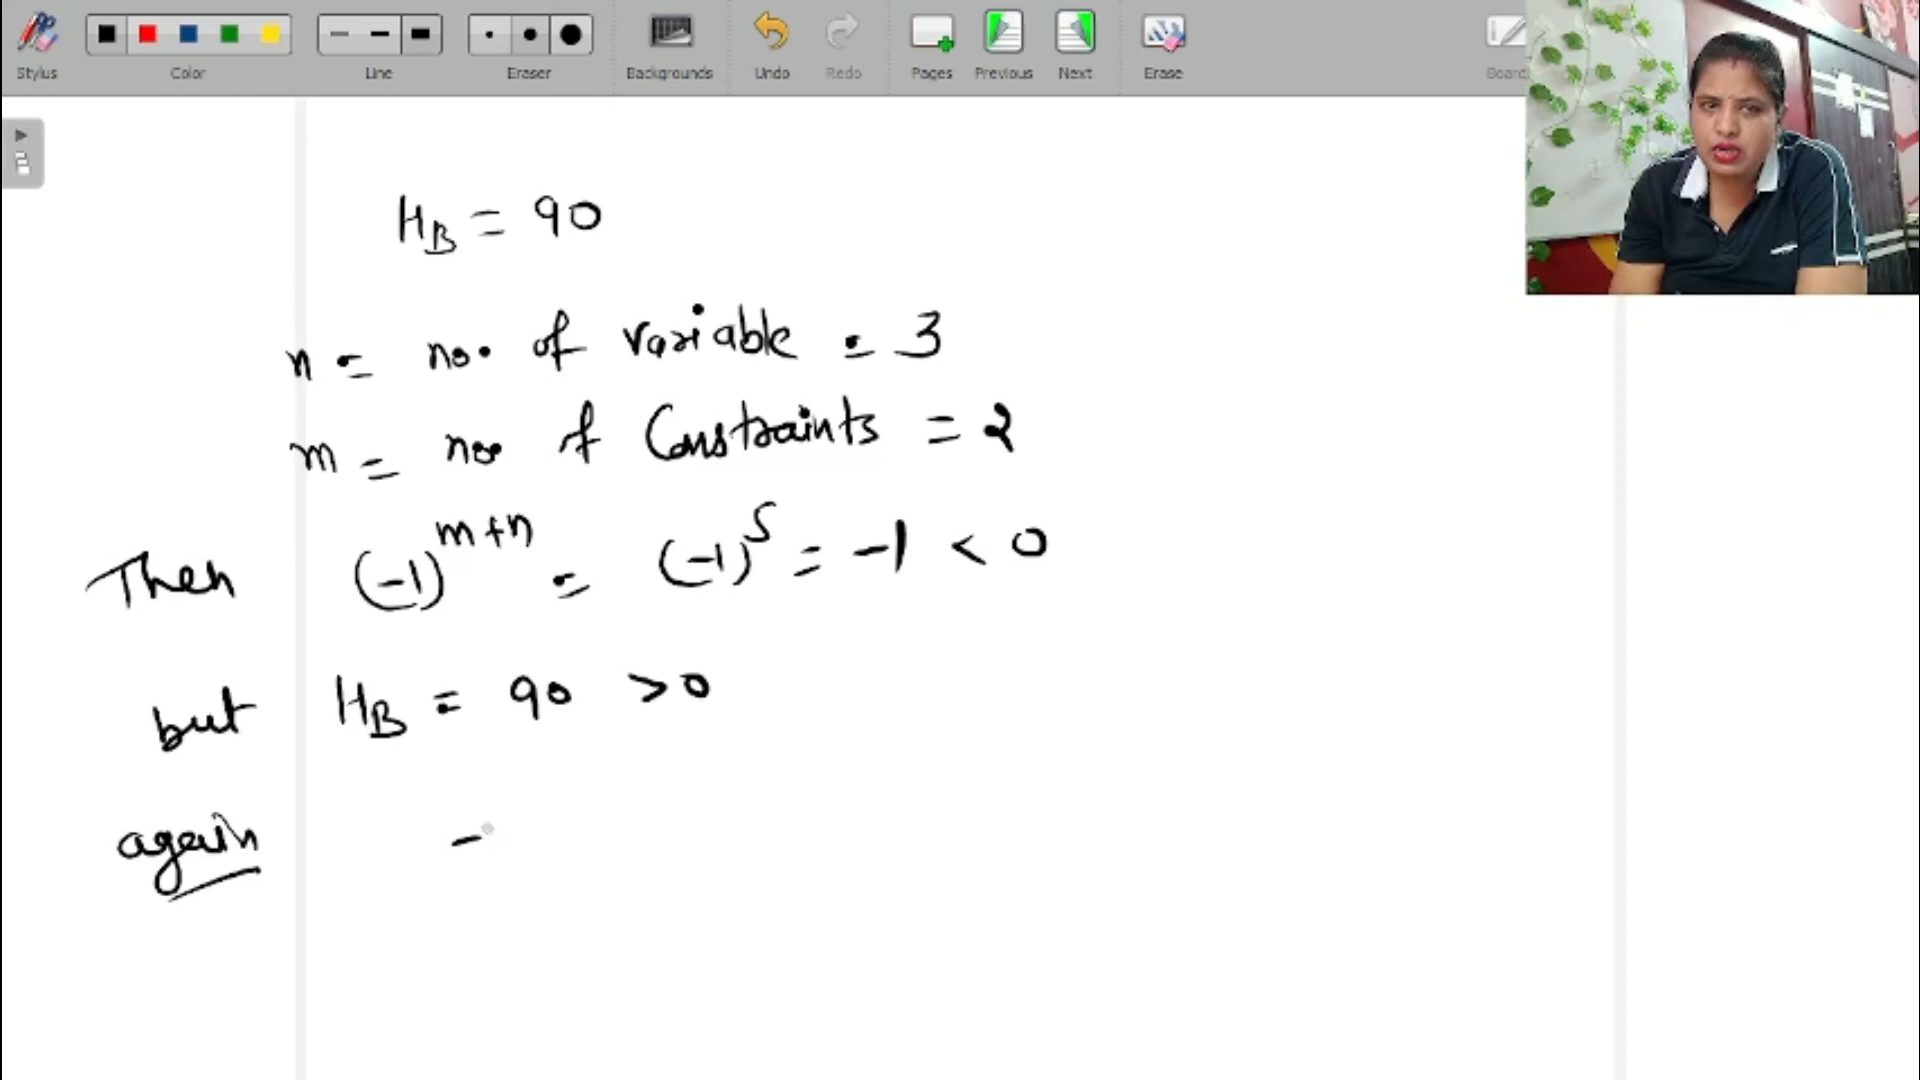 Stylus Color Line Eraser Backgrounds Undo Redo Pages Previous Next Erase Board
H_B = 90
n = no. of variable = 3
m = no of Constraints = 2
Then (-1)^{m+n} = (-1)^5 = -1 < 0
but H_B = 90 > 0
again -